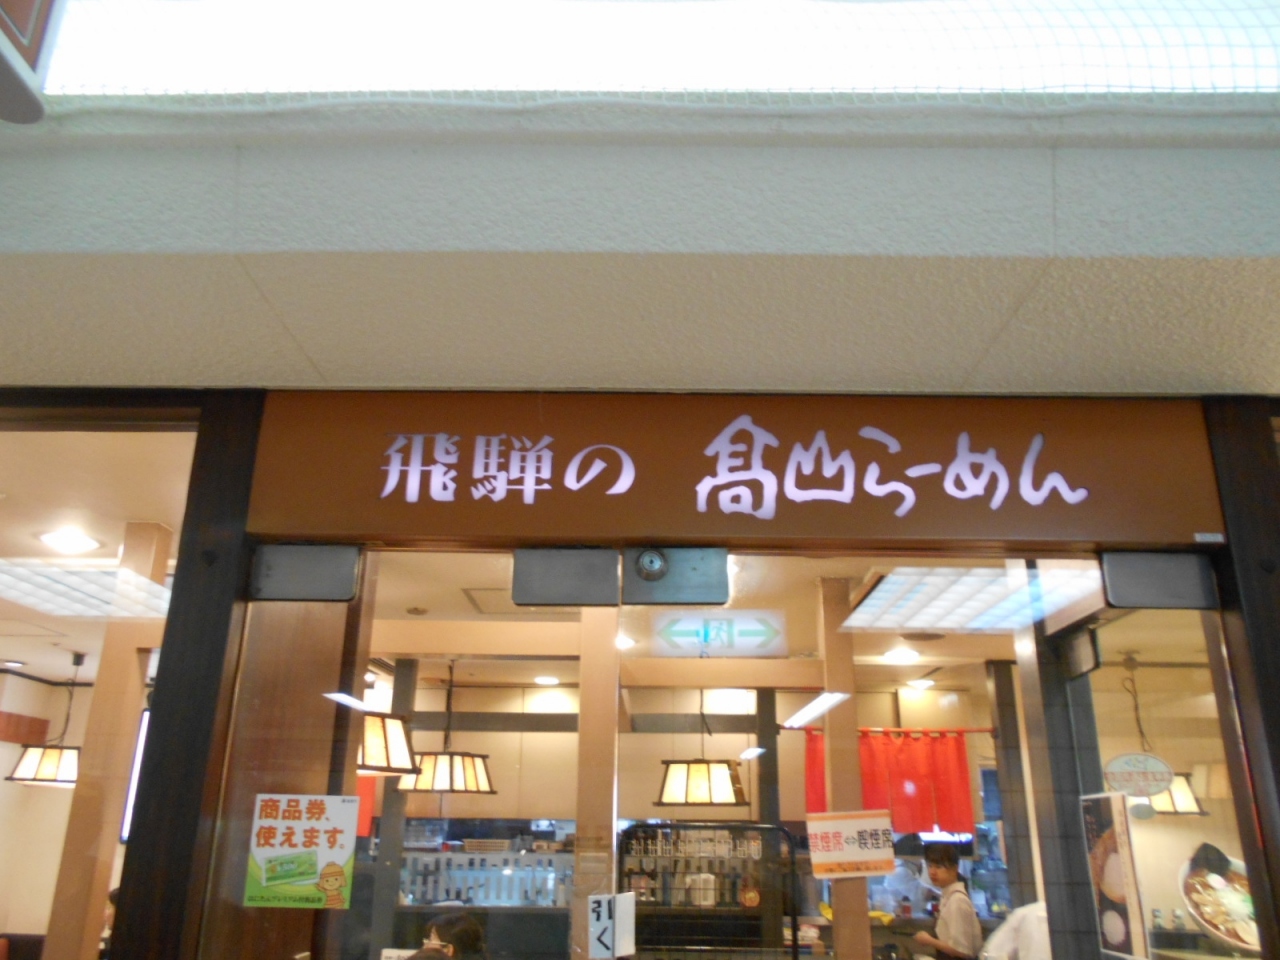 飛騨の 高山らーめん
商品券、
使えます。
禁煙席⇔喫煙席
引く